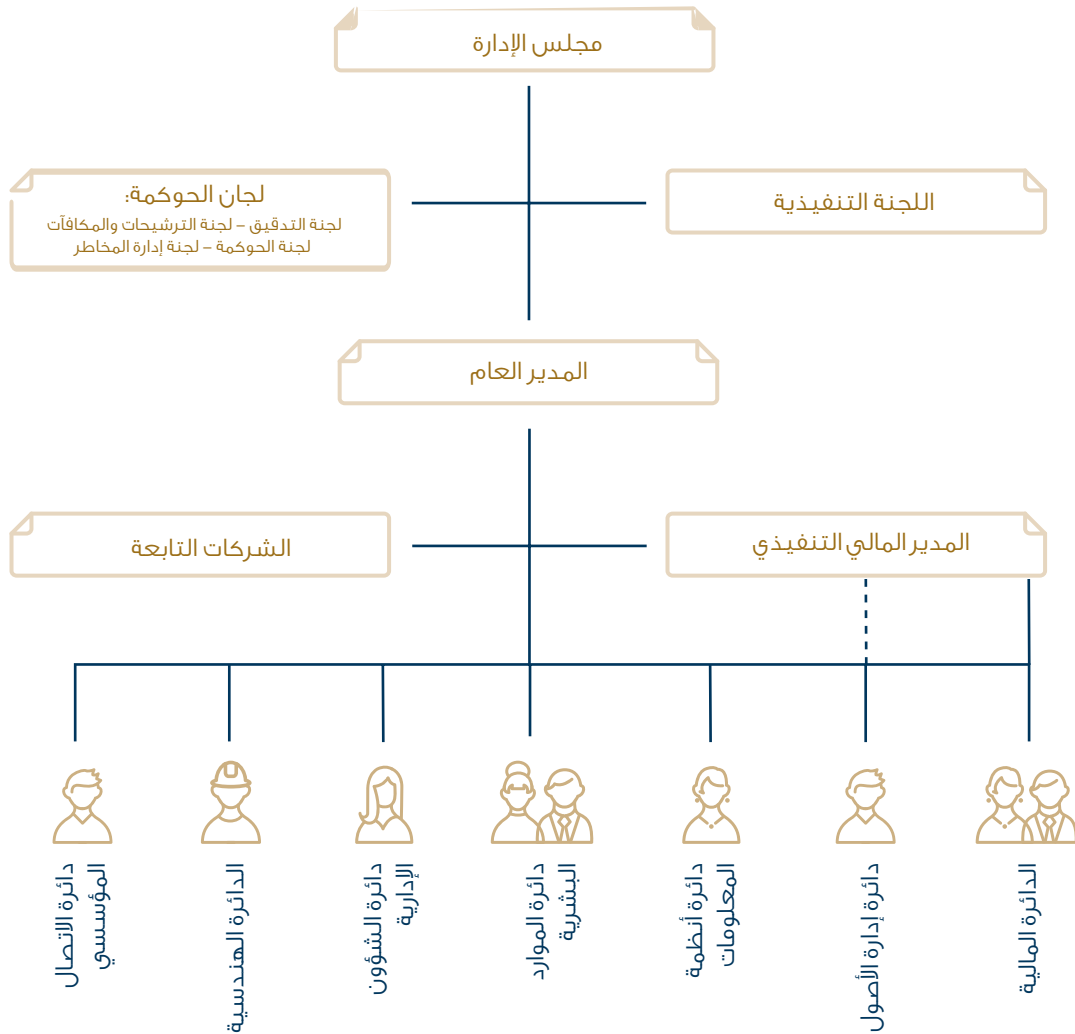 مجلس الإدارة
اللجنة التنفيذية
لجان الحوكمة:
لجنة التدقيق – لجنة الترشيحات والمكافآت
لجنة الحوكمة – لجنة إدارة المخاطر
المدير العام
المدير المالي التنفيذي
الشركات التابعة
الدائرة المالية
دائرة إدارة الأصول
دائرة أنظمة
المعلومات
دائرة الموارد
البشرية
دائرة الشؤون
الإدارية
الدائرة الهندسية
دائرة الاتصال
المؤسسي